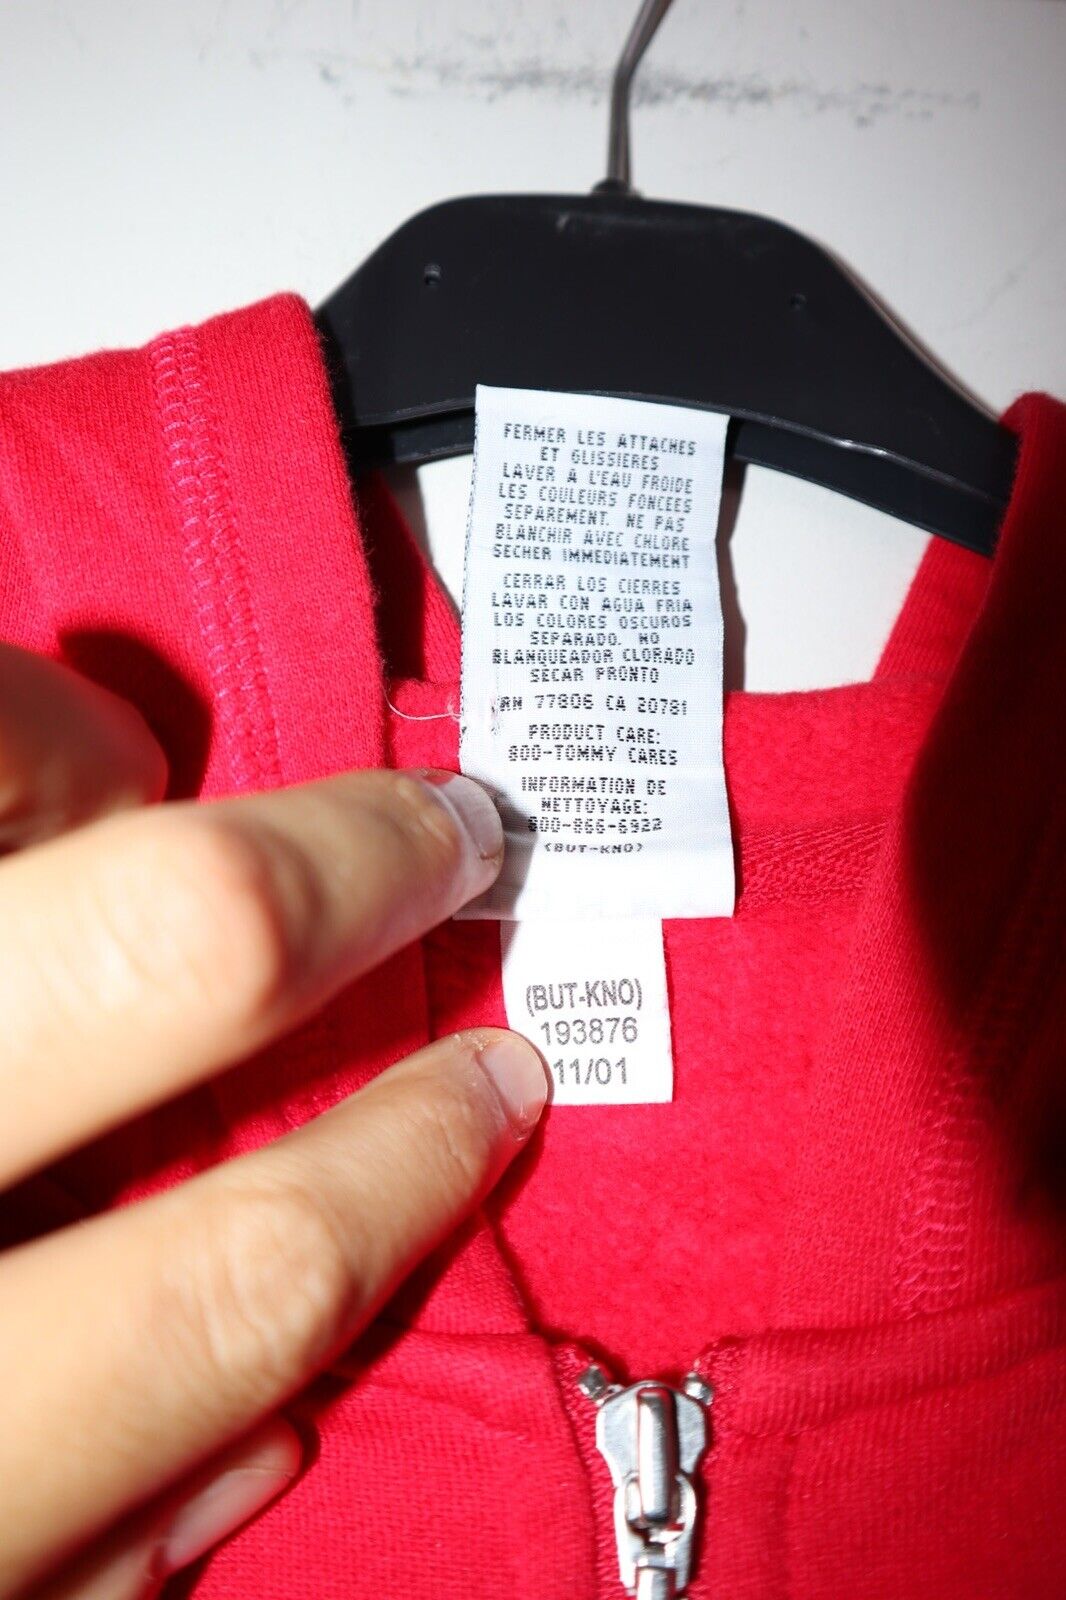 FERMER LES ATTACHES
ET GLISSIERES
LAVER A L'EAU FROIDE
LES COULEURS FONCEES
SEPAREMENT. NE PAS
BLANCHIR AVEC CHLORE
SECHER IMMEDIATEMENT
CERRAR LOS CIERRES
LAVAR CON AGUA FRIA
LOS COLORES OSCUROS
SEPARADO. NO
BLANQUEADOR CLORADO
SECAR PRONTO
RN 77806 CA 20781
PRODUCT CARE:
800-TOMMY CARES
INFORMATION DE
NETTOYAGE:
800-866-6922
(BUT-KNO)
(BUT-KNO)
193876
11/01